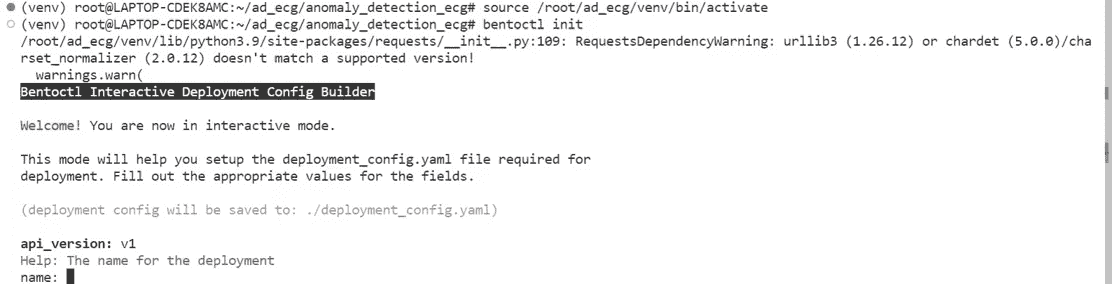 (venv) root@LAPTOP-CDEK8AMC:~/ad_ecg/anomaly_detection_ecg# source /root/ad_ecg/venv/bin/activate
(venv) root@LAPTOP-CDEK8AMC:~/ad_ecg/anomaly_detection_ecg# bentoctl init
/root/ad_ecg/venv/lib/python3.9/site-packages/requests/__init__.py:109: RequestsDependencyWarning: urllib3 (1.26.12) or chardet (5.0.0)/cha
rset_normalizer (2.0.12) doesn't match a supported version!
  warnings.warn(
Bentoctl Interactive Deployment Config Builder
Welcome! You are now in interactive mode.
This mode will help you setup the deployment_config.yaml file required for
deployment. Fill out the appropriate values for the fields.
(deployment config will be saved to: ./deployment_config.yaml)
api_version: v1
Help: The name for the deployment
name: